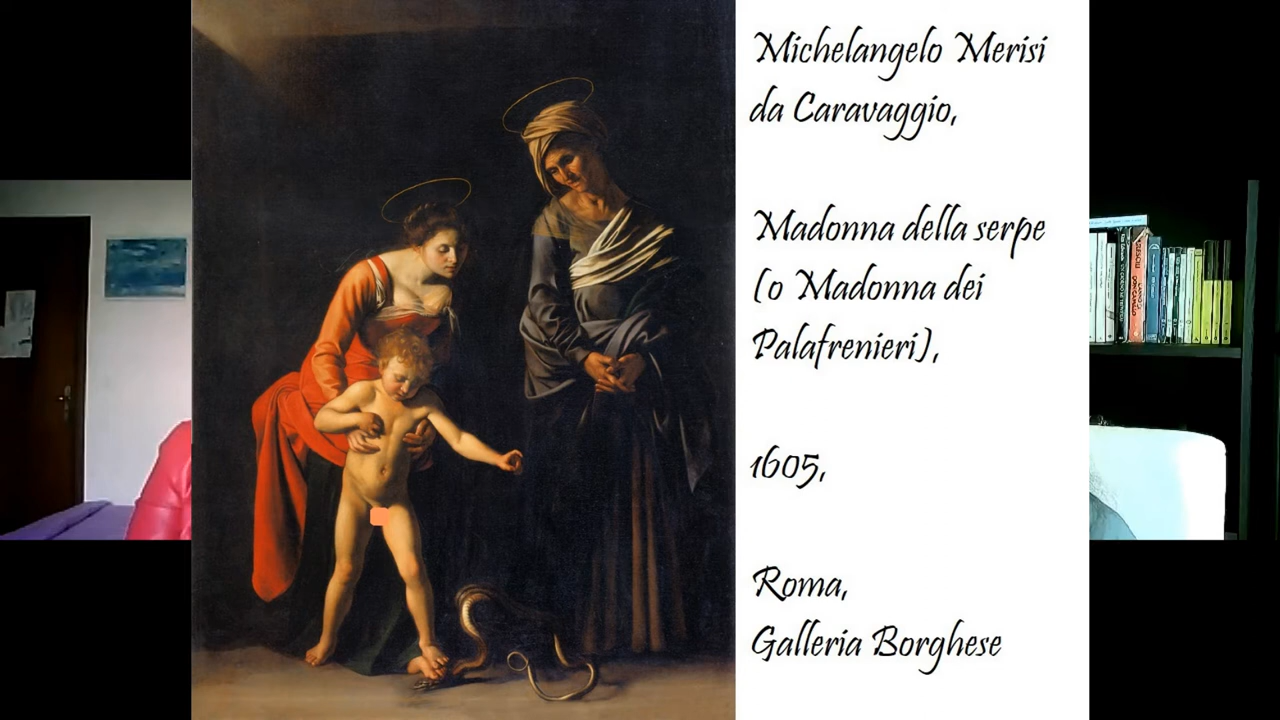 Michelangelo Merisi
da Caravaggio,
Madonna della serpe
(o Madonna dei
Palafrenieri),
1605,
Roma,
Galleria Borghese